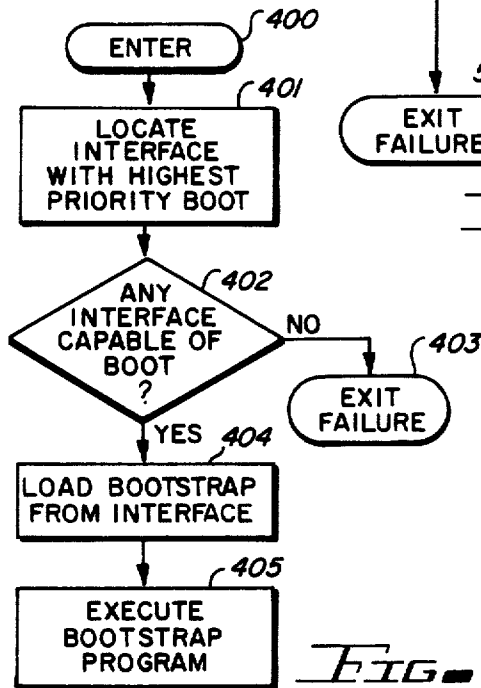 ENTER
400
401
LOCATE
INTERFACE
WITH HIGHEST
PRIORITY BOOT
EXIT
FAILURE
402
ANY
INTERFACE
CAPABLE OF
BOOT
?
NO
403
EXIT
FAILURE
YES
404
LOAD BOOTSTRAP
FROM INTERFACE
405
EXECUTE
BOOTSTRAP
PROGRAM
FIG